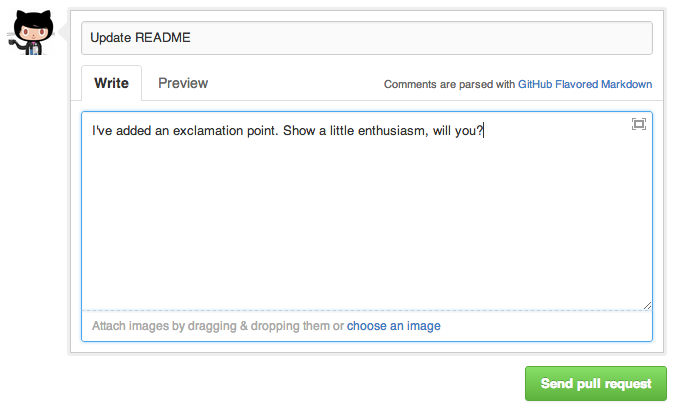 Update README
Write Preview Comments are parsed with GitHub Flavored Markdown
I've added an exclamation point. Show a little enthusiasm, will you?
Attach images by dragging & dropping them or choose an image
Send pull request